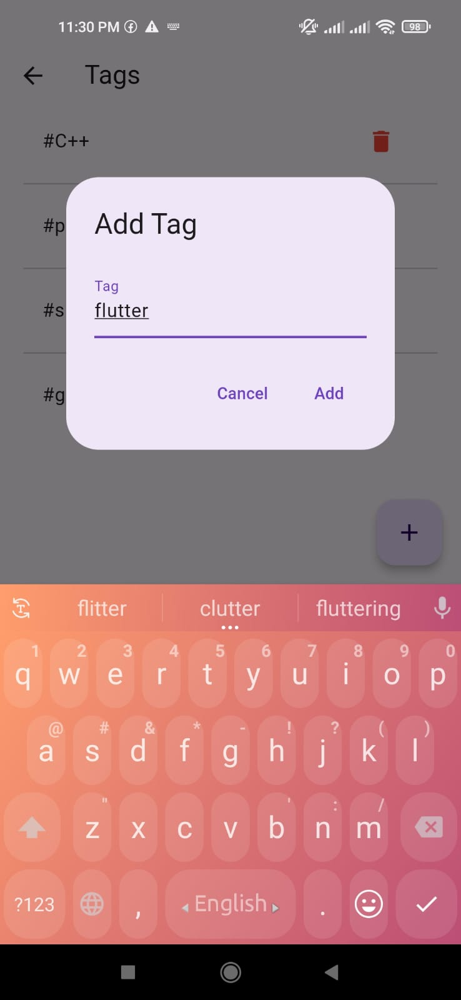 11:30 PM 98
Tags
#C++
#p
#s
#g
Add Tag
Tag
flutter
Cancel Add
+
flitter clutter fluttering
1 2 3 4 5 6 7 8 9 0
q w e r t y u i o p
@ # & * - ! ? ( )
a s d f g h j k l
" ' : /
z x c v b n m
?123 , English .